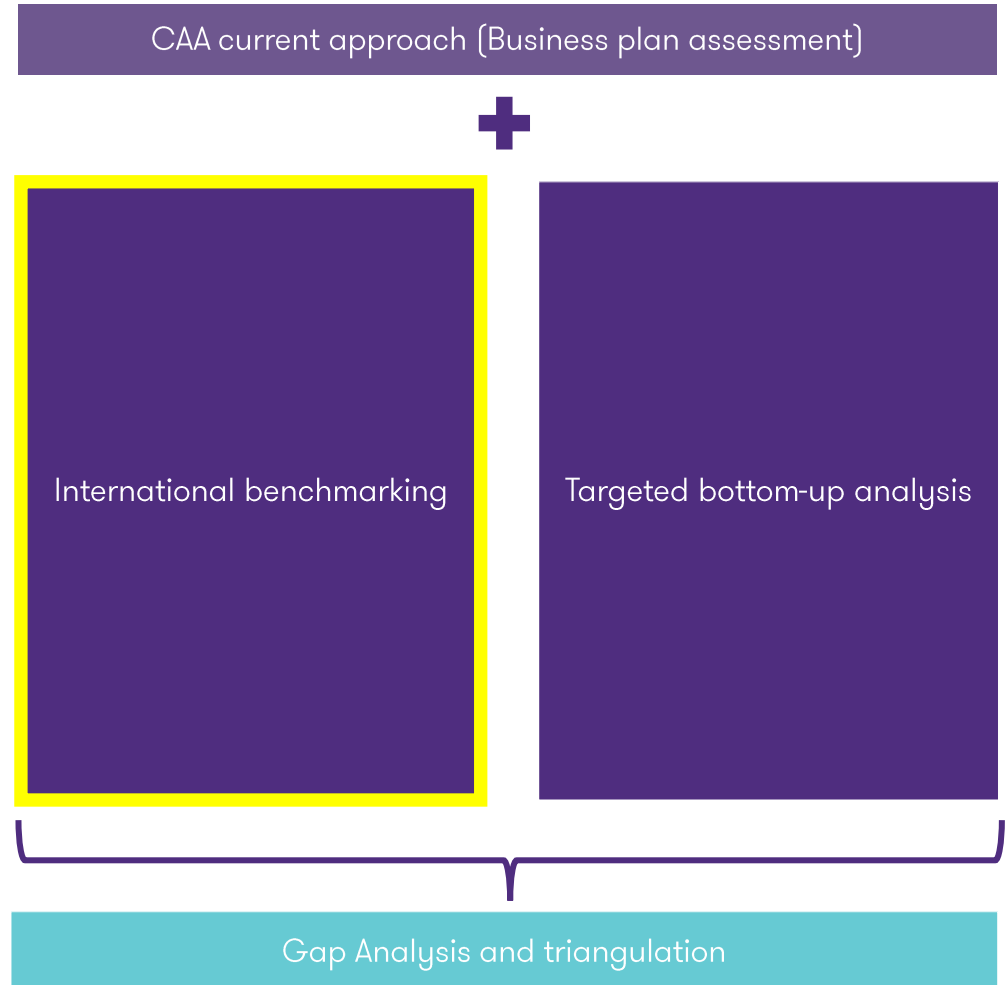 CAA current approach (Business plan assessment)
International benchmarking
Targeted bottom-up analysis
Gap Analysis and triangulation